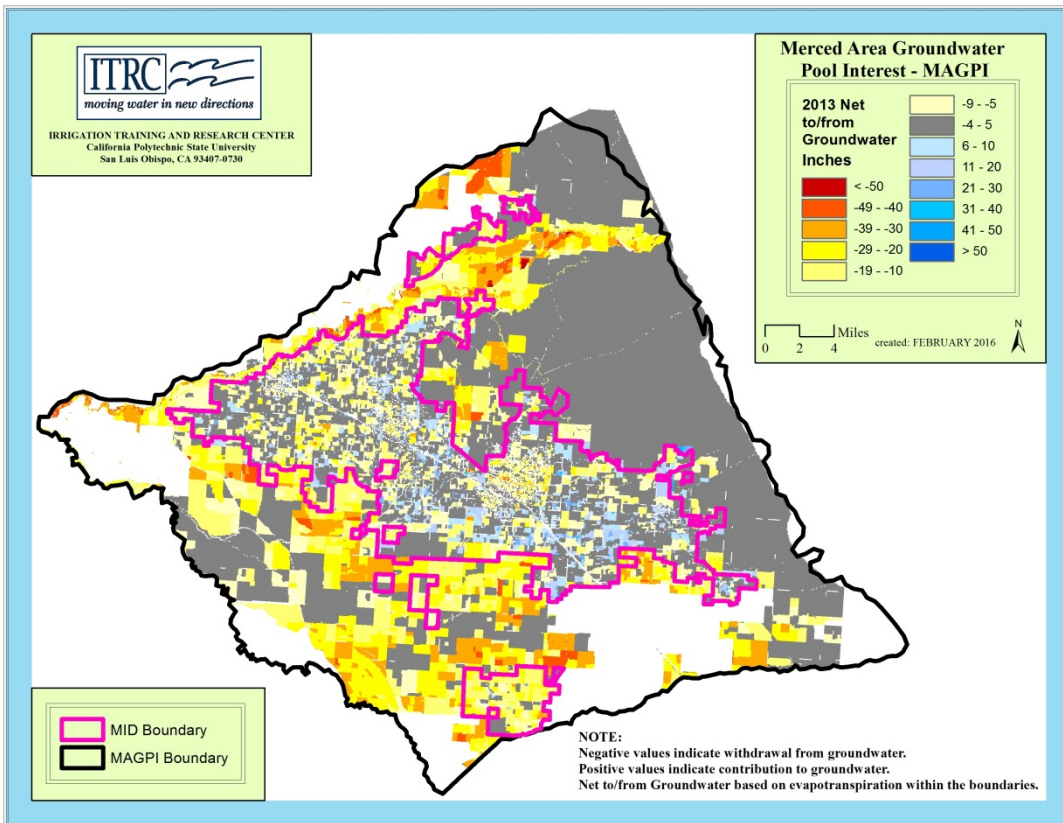 ITRC
moving water in new directions
IRRIGATION TRAINING AND RESEARCH CENTER
California Polytechnic State University
San Luis Obispo, CA 93407-0730
Merced Area Groundwater
Pool Interest - MAGPI
2013 Net
to/from
Groundwater
Inches
< -50
-49 - -40
-39 - -30
-29 - -20
-19 - -10
-9 - -5
-4 - 5
6 - 10
11 - 20
21 - 30
31 - 40
41 - 50
> 50
Miles
0 2 4
created: FEBRUARY 2016
N
MID Boundary
MAGPI Boundary
NOTE:
Negative values indicate withdrawal from groundwater.
Positive values indicate contribution to groundwater.
Net to/from Groundwater based on evapotranspiration within the boundaries.